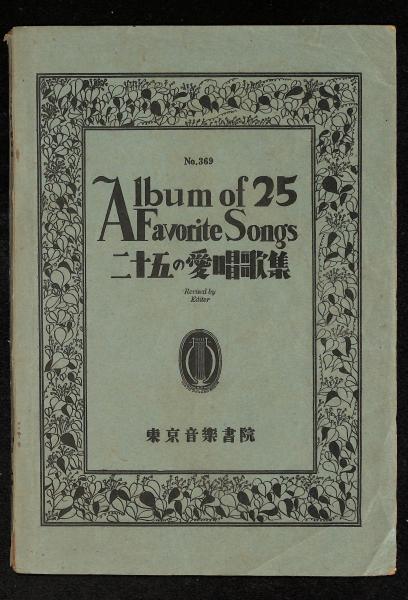 No.369
Album of 25
Favorite Songs
二十五の愛唱歌集
Revised by
Editor
東京音樂書院